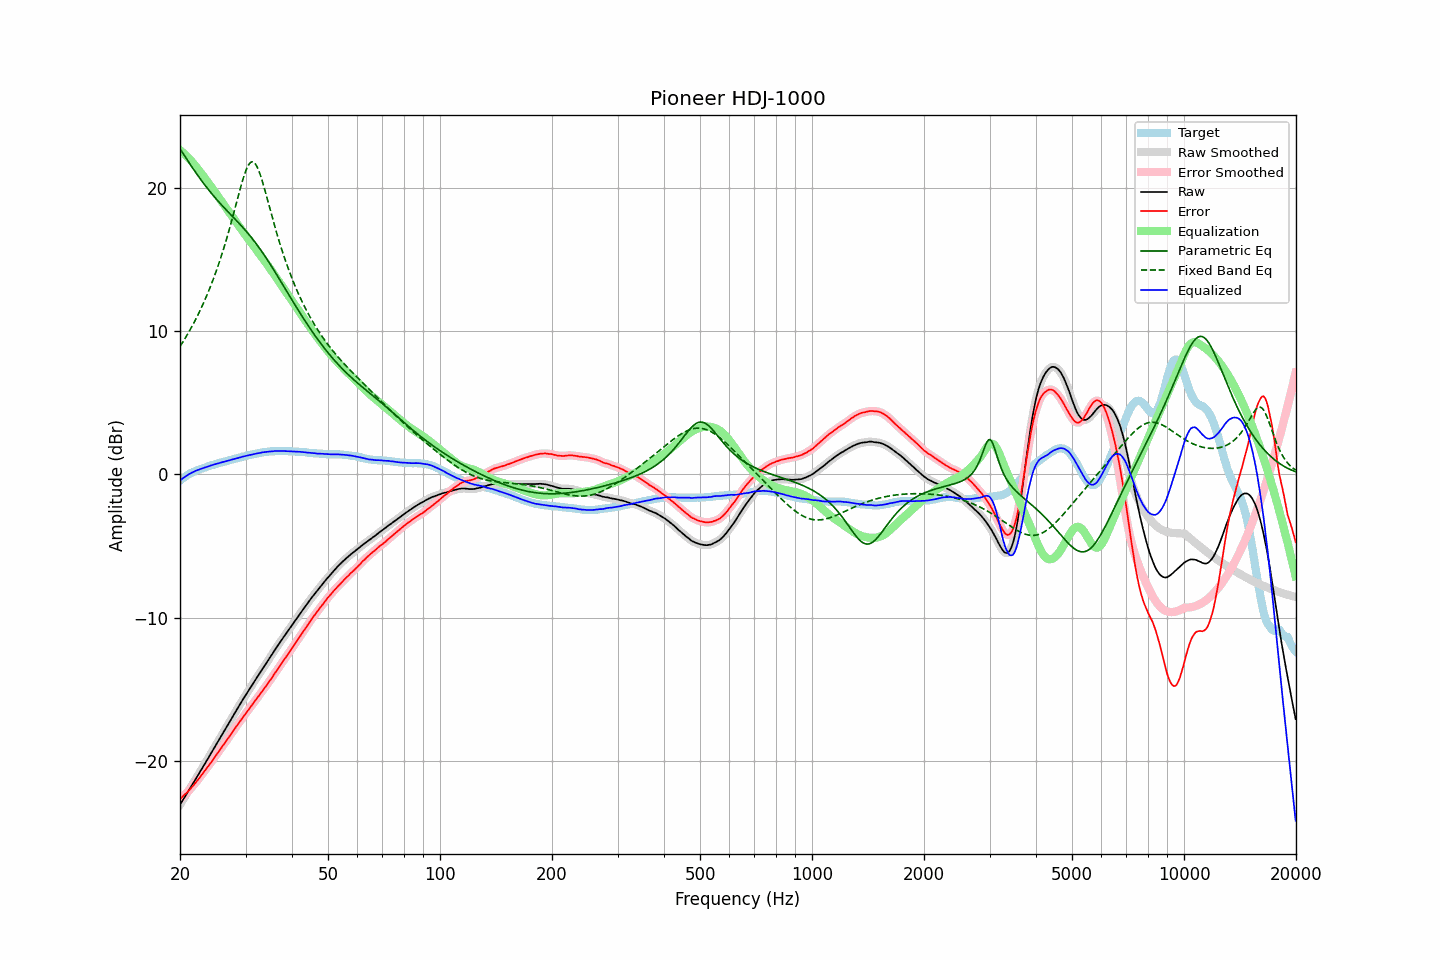 Pioneer HDJ-1000
Target
Raw Smoothed
Error Smoothed
Raw
Error
Equalization
Parametric Eq
Fixed Band Eq
Equalized
Amplitude (dBr)
20
10
0
−10
−20
20 50 100 200 500 1000 2000 5000 10000 20000
Frequency (Hz)